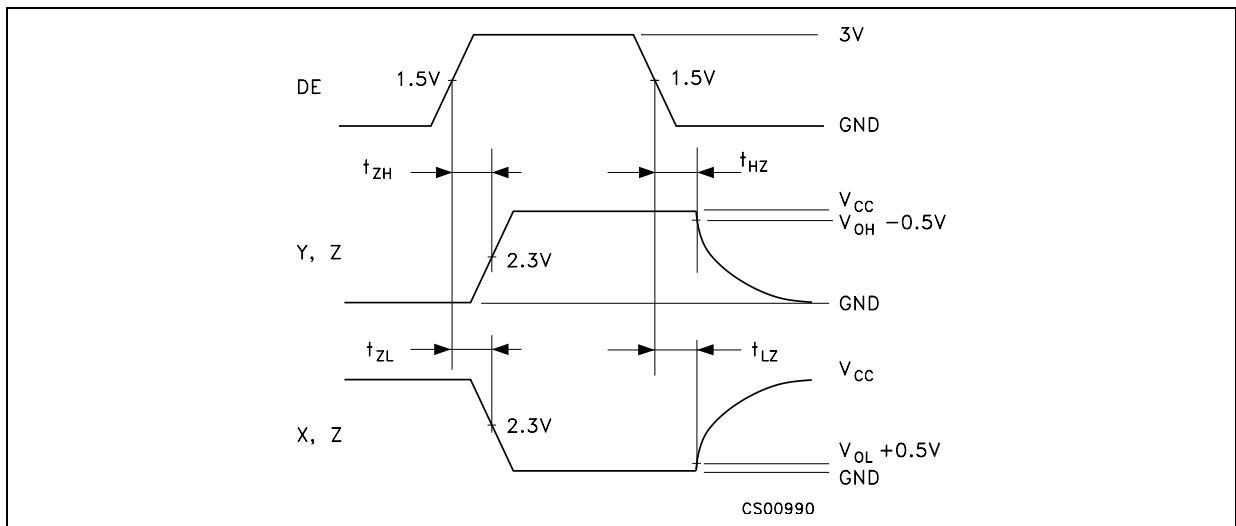 3V
1.5V
1.5V
DE
GND
tZH
tHZ
VCC
VOH −0.5V
Y, Z
2.3V
GND
tZL
tLZ
VCC
2.3V
X, Z
VOL +0.5V
GND
CS00990